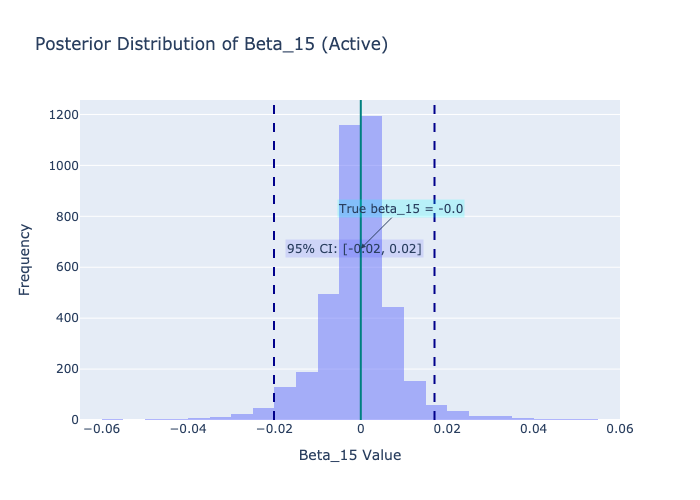 Posterior Distribution of Beta_15 (Active)
1200
1000
800
600
400
200
0
Frequency
True beta_15 = -0.0
95% CI: [-0.02, 0.02]
−0.06
−0.04
−0.02
0
0.02
0.04
0.06
Beta_15 Value